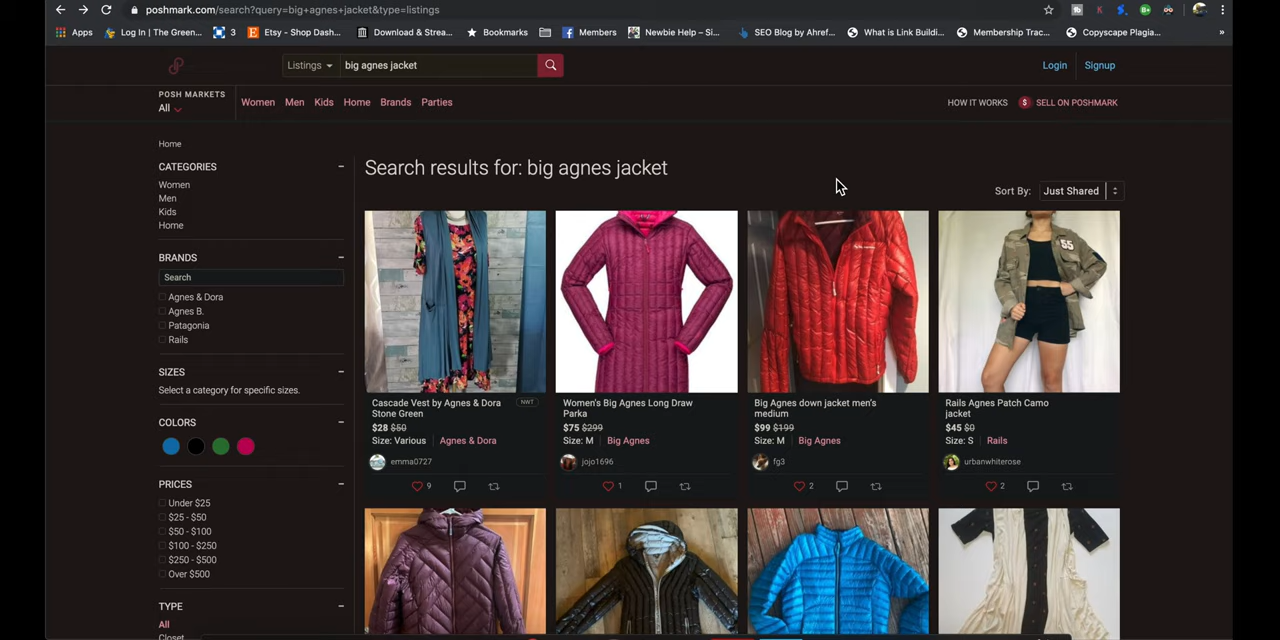 poshmark.com/search?query=big+agnes+jacket&type=listings
Apps
Log In | The Green...
3
Etsy - Shop Dash...
Download & Strea...
Bookmarks
Members
Newbie Help – Si...
SEO Blog by Ahref...
What is Link Buildi...
Membership Trac...
Copyscape Plagia...
»
Listings
big agnes jacket
Login
Signup
POSH MARKETS
All
Women
Men
Kids
Home
Brands
Parties
HOW IT WORKS
$ SELL ON POSHMARK
Home
CATEGORIES
Women
Men
Kids
Home
BRANDS
Search
Agnes & Dora
Agnes B.
Patagonia
Rails
SIZES
Select a category for specific sizes.
COLORS
PRICES
Under $25
$25 - $50
$50 - $100
$100 - $250
$250 - $500
Over $500
TYPE
All
Closet
Search results for: big agnes jacket
Sort By: Just Shared
Cascade Vest by Agnes & Dora
Stone Green
NWT
$28 $50
Size: Various | Agnes & Dora
emma0727
9
Women's Big Agnes Long Draw
Parka
$75 $299
Size: M | Big Agnes
jojo1696
1
Big Agnes down jacket men's
medium
$99 $199
Size: M | Big Agnes
fg3
2
55
Rails Agnes Patch Camo
jacket
$45 $0
Size: S | Rails
urbanwhiterose
2